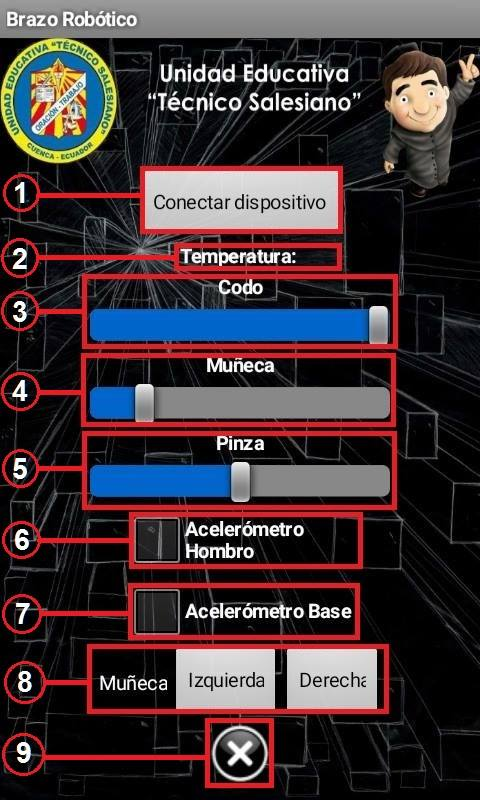 Brazo Robótico
UNIDAD EDUCATIVA "TÉCNICO SALESIANO"
ORACIÓN - TRABAJO
CUENCA - ECUADOR
Unidad Educativa
“Técnico Salesiano”
1
Conectar dispositivo
2
Temperatura:
Codo
3
Muñeca
4
Pinza
5
6
Acelerómetro
Hombro
7
Acelerómetro Base
8
Muñeca
Izquierda
Derecha
9